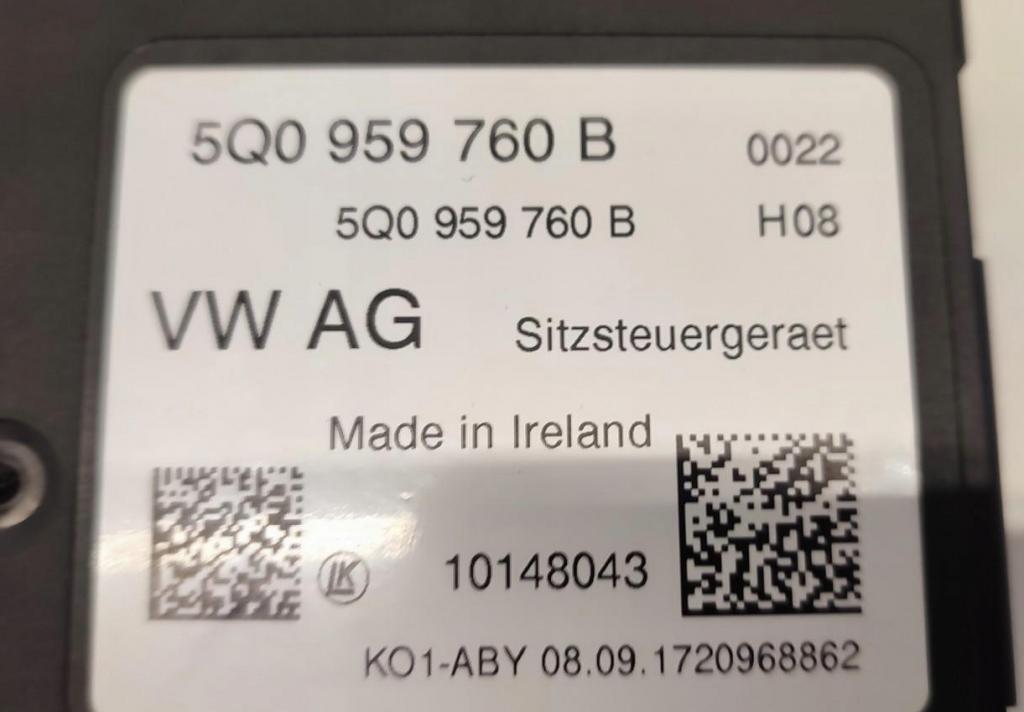 5Q0 959 760 B 0022
5Q0 959 760 B H08
VW AG Sitzsteuergeraet
Made in Ireland
LK 10148043
KO1-ABY 08.09.1720968862